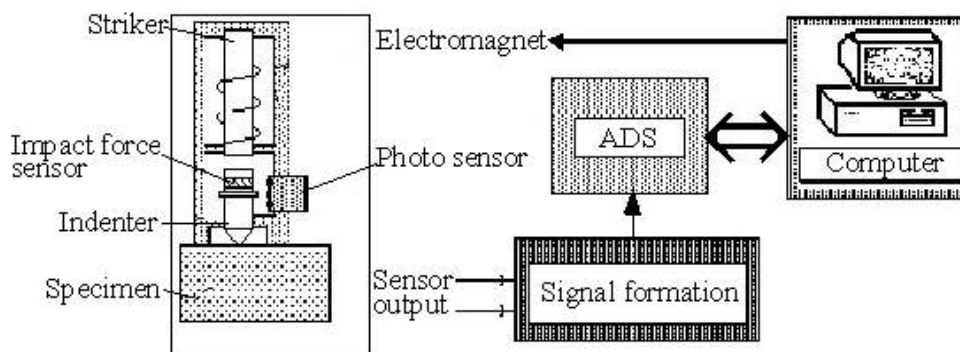 Striker
Impact force
sensor
Indenter
Specimen
Photo sensor
Electromagnet
ADS
Computer
Sensor
output
Signal formation